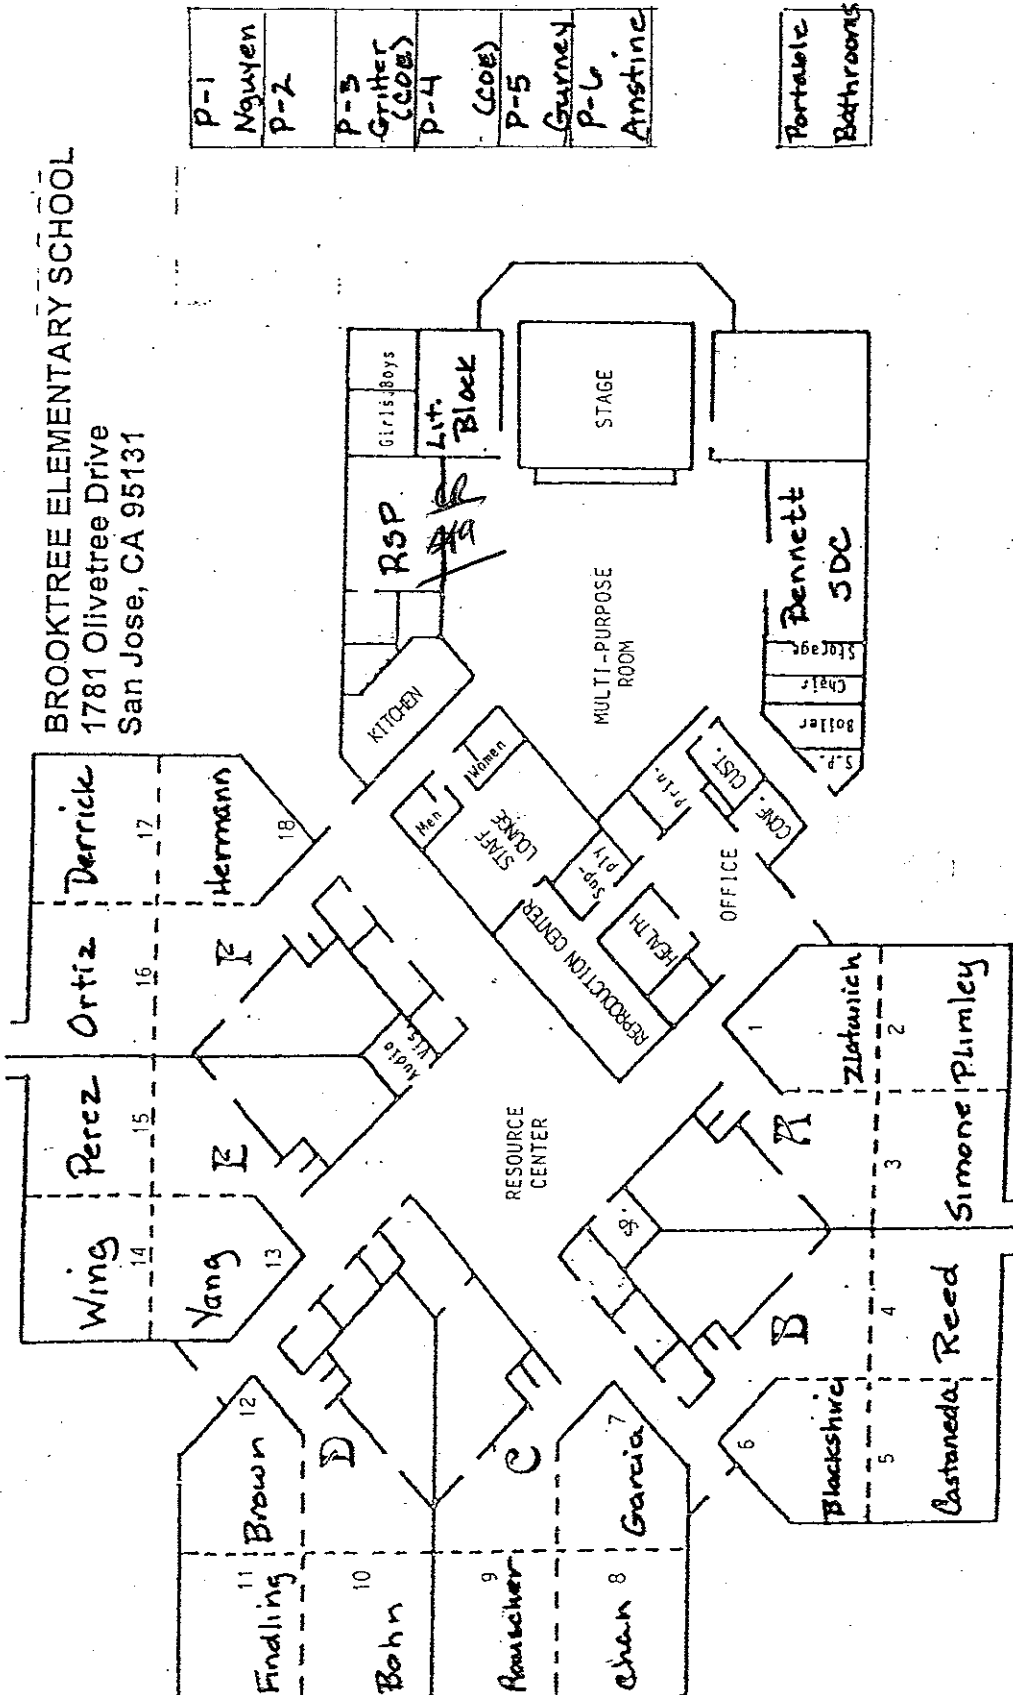 BROOKTREE ELEMENTARY SCHOOL
1781 Olivetree Drive
San Jose, CA 95131
P-1
Nguyen
P-2
P-3
Gritter
(COE)
P-4
(COE)
P-5
Gurney
P-6
Anstine
Portable
Bathrooms
Girls
Boys
Lit.
Block
RSP
KITCHEN
STAGE
MULTI-PURPOSE
ROOM
Bennett
SDC
Storage
Chair
Boiler
S.P.
Men
Women
STAFF
LOUNGE
Sup-
ply
Prin.
CUST.
CONF.
OFFICE
HEALTH
REPRODUCTION CENTER
RESOURCE
CENTER
Audio
Vis.
Derrick
17
Hermann
18
Ortiz
16
F
Perez
15
E
Wing
14
Yang
13
Brown
12
D
Findling
11
Bohn
10
9
C
Chan 8
Garcia
7
6
Blackshire
5
Castaneda
Reed
4
B
Simone
3
A
1
Zlatunich
2
Plimley